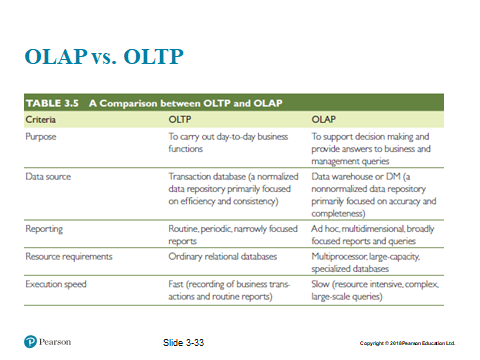 OLAP vs. OLTP
TABLE 3.5 A Comparison between OLTP and OLAP
Criteria OLTP OLAP
Purpose To carry out day-to-day business To support decision making and
functions provide answers to business and
management queries
Data source Transaction database (a normalized Data warehouse or DM (a
data repository primarily focused nonnormalized data repository
on efficiency and consistency) primarily focused on accuracy and
completeness)
Reporting Routine, periodic, narrowly focused Ad hoc, multidimensional, broadly
reports focused reports and queries
Resource requirements Ordinary relational databases Multiprocessor, large-capacity,
specialized databases
Execution speed Fast (recording of business trans- Slow (resource intensive, complex,
actions and routine reports) large-scale queries)
P Pearson Slide 3-33 Copyright © 2018Pearson Education Ltd.